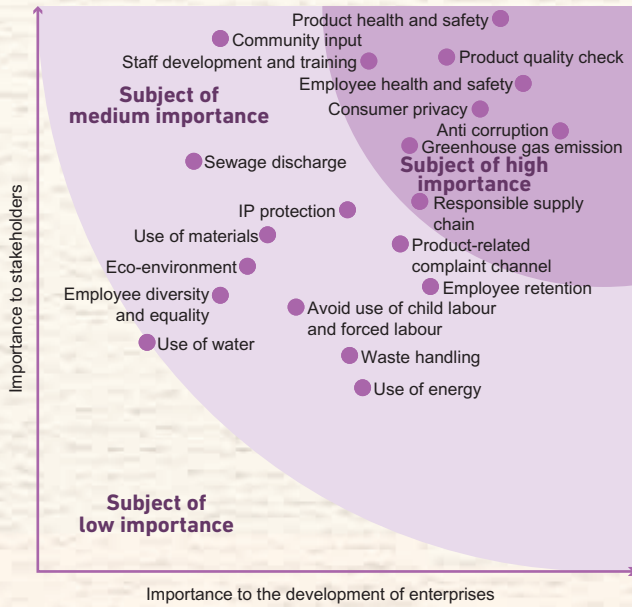 Product health and safety
Community input
Staff development and training
Product quality check
Employee health and safety
Subject of
medium importance
Consumer privacy
Anti corruption
Greenhouse gas emission
Sewage discharge
Subject of high
importance
Responsible supply
chain
IP protection
Use of materials
Product-related
complaint channel
Eco-environment
Employee retention
Employee diversity
and equality
Avoid use of child labour
and forced labour
Use of water
Waste handling
Use of energy
Subject of
low importance
Importance to stakeholders
Importance to the development of enterprises